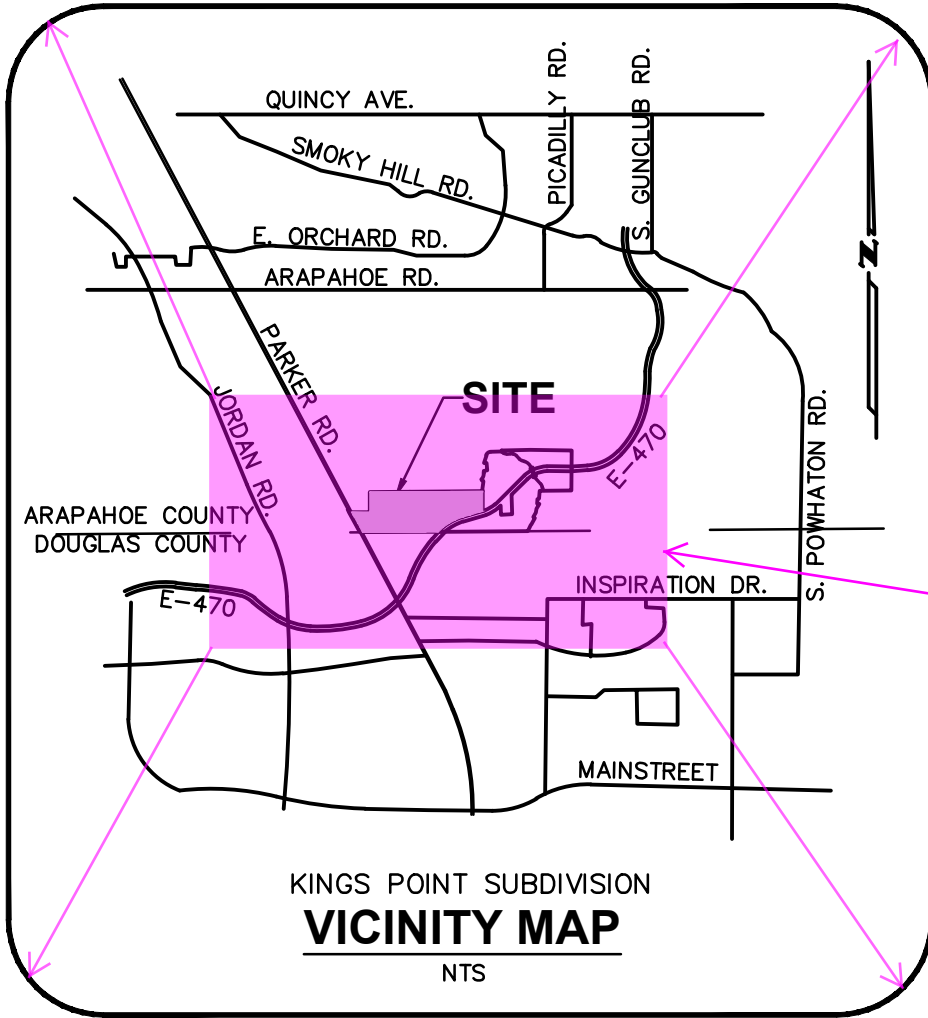 QUINCY AVE.
PICADILLY RD.
S. GUNCLUB RD.
SMOKY HILL RD.
E. ORCHARD RD.
ARAPAHOE RD.
N
PARKER RD.
SITE
JORDAN RD.
E-470
S. POWHATON RD.
ARAPAHOE COUNTY
DOUGLAS COUNTY
INSPIRATION DR.
E-470
MAINSTREET
KINGS POINT SUBDIVISION
VICINITY MAP
NTS